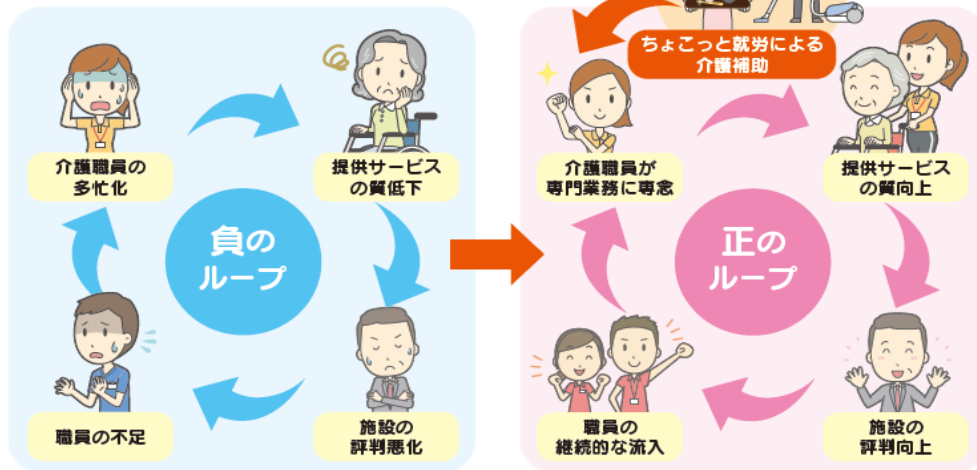 介護職員の
多忙化
提供サービス
の質低下
負の
ループ
職員の不足
施設の
評判悪化
ちょこっと就労による
介護補助
介護職員が
専門業務に専念
提供サービス
の質向上
正の
ループ
職員の
継続的な流入
施設の
評判向上